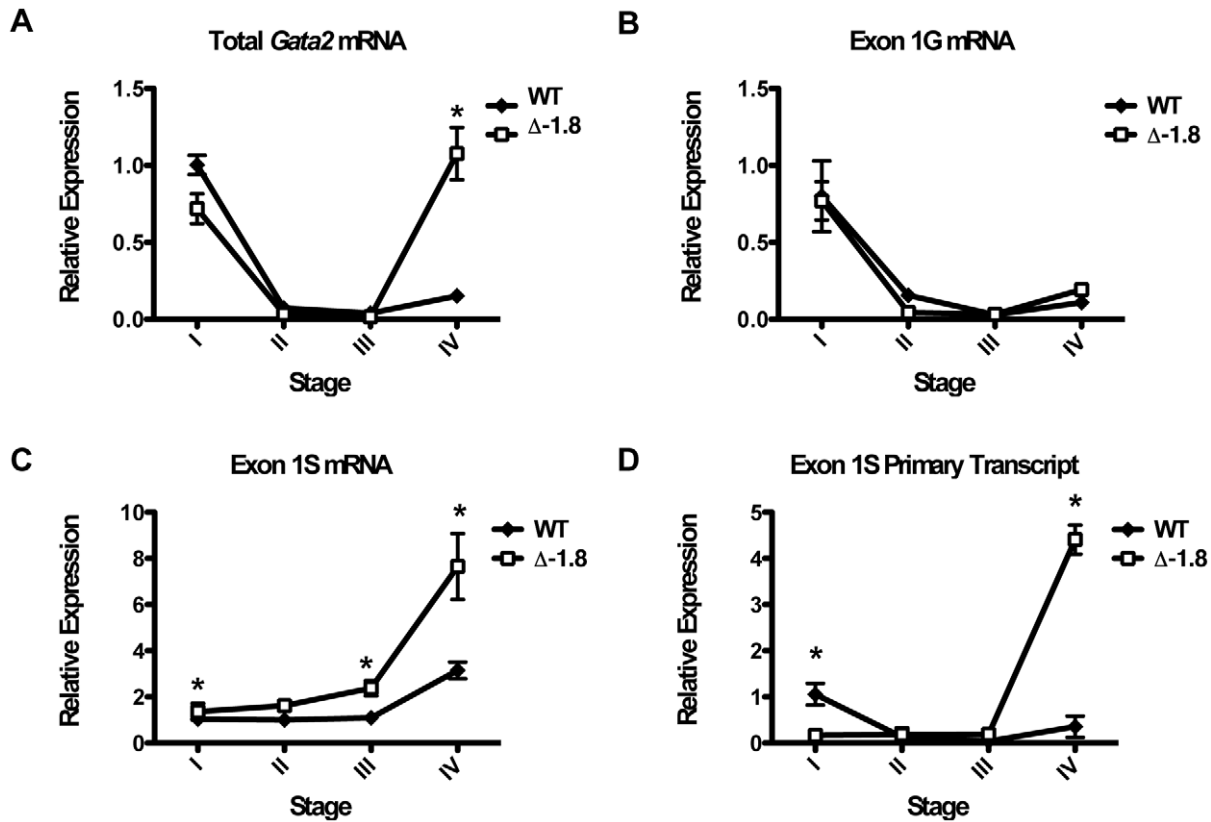 A
Total Gata2 mRNA
Relative Expression
1.5
1.0
0.5
0.0
I
II
III
IV
Stage
*
WT
Δ-1.8
B
Exon 1G mRNA
Relative Expression
1.5
1.0
0.5
0.0
I
II
III
IV
Stage
WT
Δ-1.8
C
Exon 1S mRNA
Relative Expression
10
8
6
4
2
0
I
II
III
IV
Stage
*
*
*
WT
Δ-1.8
D
Exon 1S Primary Transcript
Relative Expression
5
4
3
2
1
0
I
II
III
IV
Stage
*
*
WT
Δ-1.8